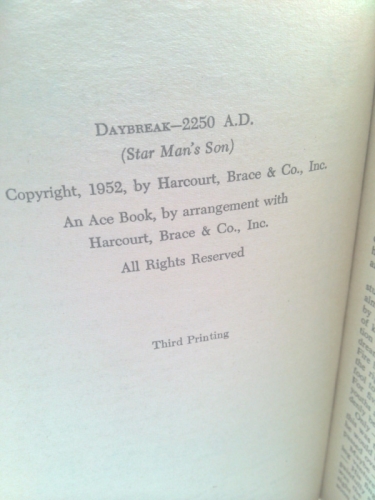 DAYBREAK—2250 A.D.
(Star Man's Son)
Copyright, 1952, by Harcourt, Brace & Co., Inc.
An Ace Book, by arrangement with
Harcourt, Brace & Co., Inc.
All Rights Reserved
Third Printing